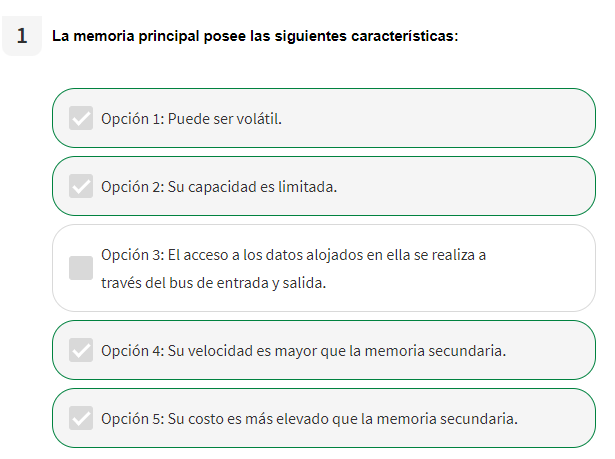 1
La memoria principal posee las siguientes características:
Opción 1: Puede ser volátil.
Opción 2: Su capacidad es limitada.
Opción 3: El acceso a los datos alojados en ella se realiza a
través del bus de entrada y salida.
Opción 4: Su velocidad es mayor que la memoria secundaria.
Opción 5: Su costo es más elevado que la memoria secundaria.